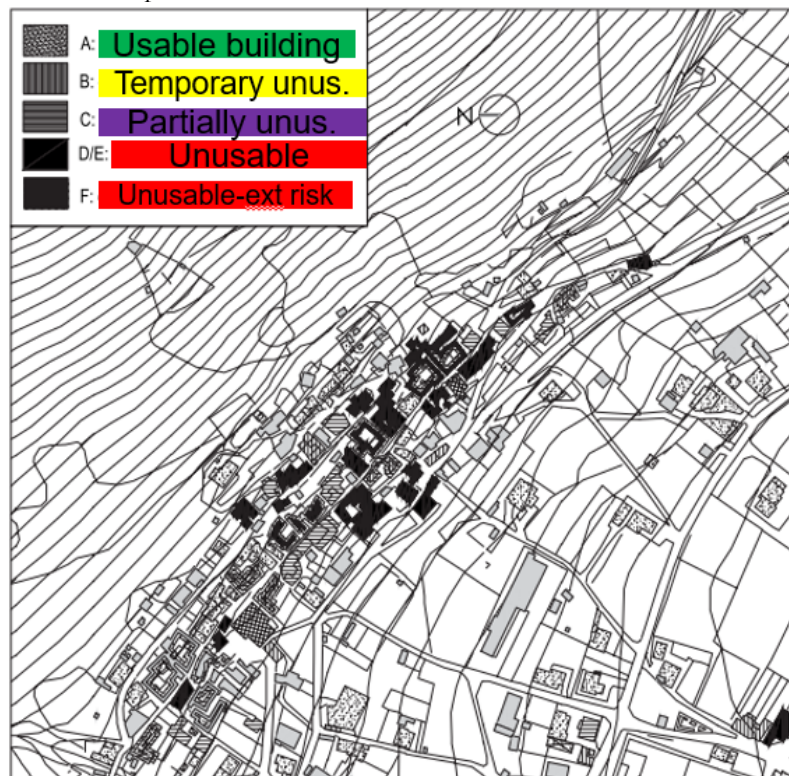 A: Usable building
B: Temporary unus.
C: Partially unus.
D/E: Unusable
F: Unusable-ext risk
N